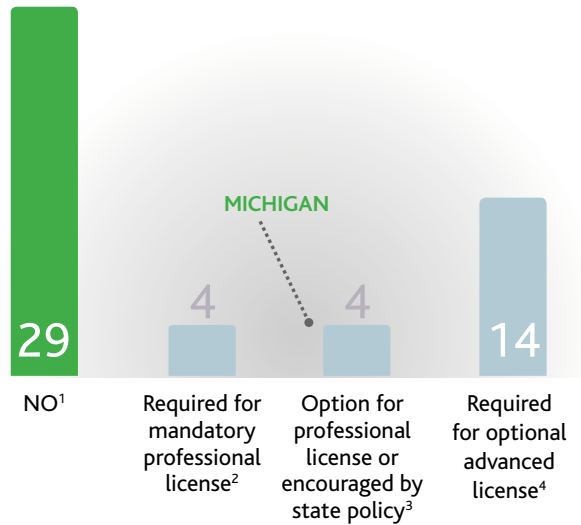 MICHIGAN
29
4
4
14
NO¹
Required for
mandatory
professional
license²
Option for
professional
license or
encouraged by
state policy³
Required
for optional
advanced
license⁴